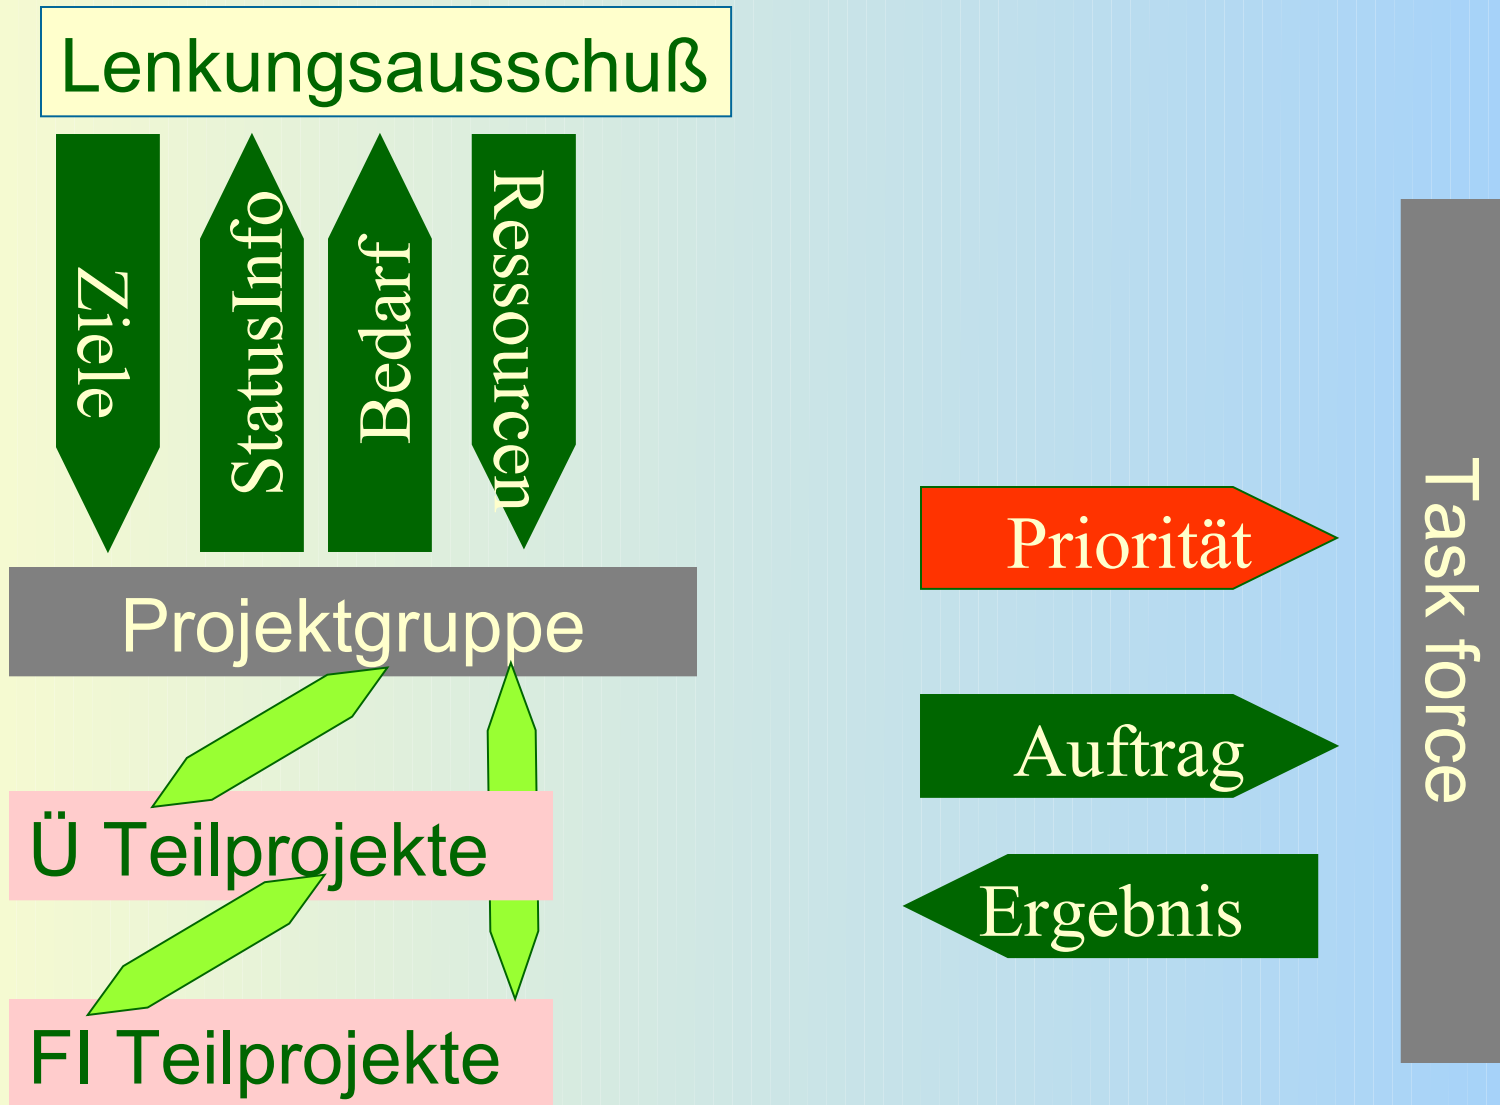 Lenkungsausschuß
Ziele
StatusInfo
Bedarf
Ressourcen
Projektgruppe
Ü Teilprojekte
FI Teilprojekte
Priorität
Auftrag
Ergebnis
Task force